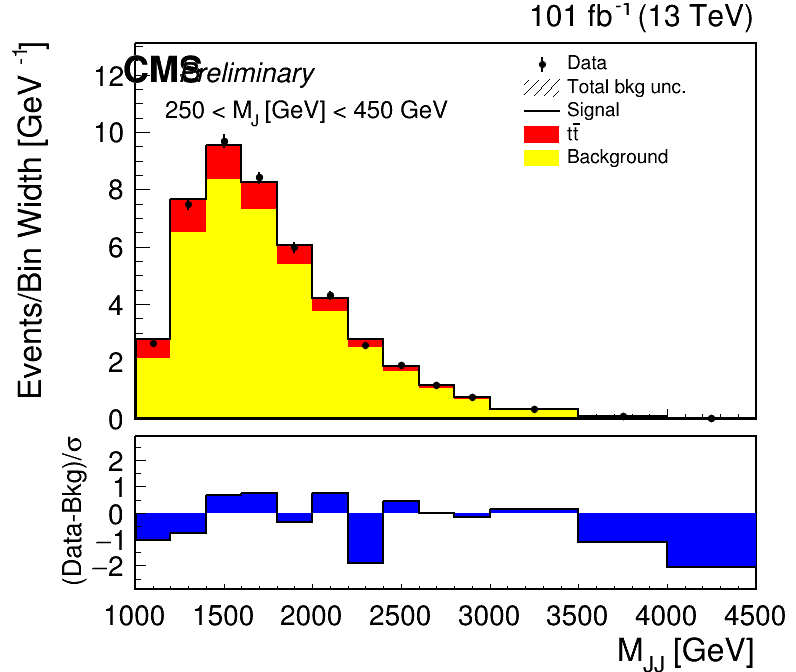 101 fb⁻¹ (13 TeV)
CMS Preliminary
250 < M_J [GeV] < 450 GeV
Data
Total bkg unc.
Signal
tt̄
Background
Events/Bin Width [GeV⁻¹]
12
10
8
6
4
2
0
(Data-Bkg)/σ
2
1
0
−1
−2
1000 1500 2000 2500 3000 3500 4000 4500
M_JJ [GeV]